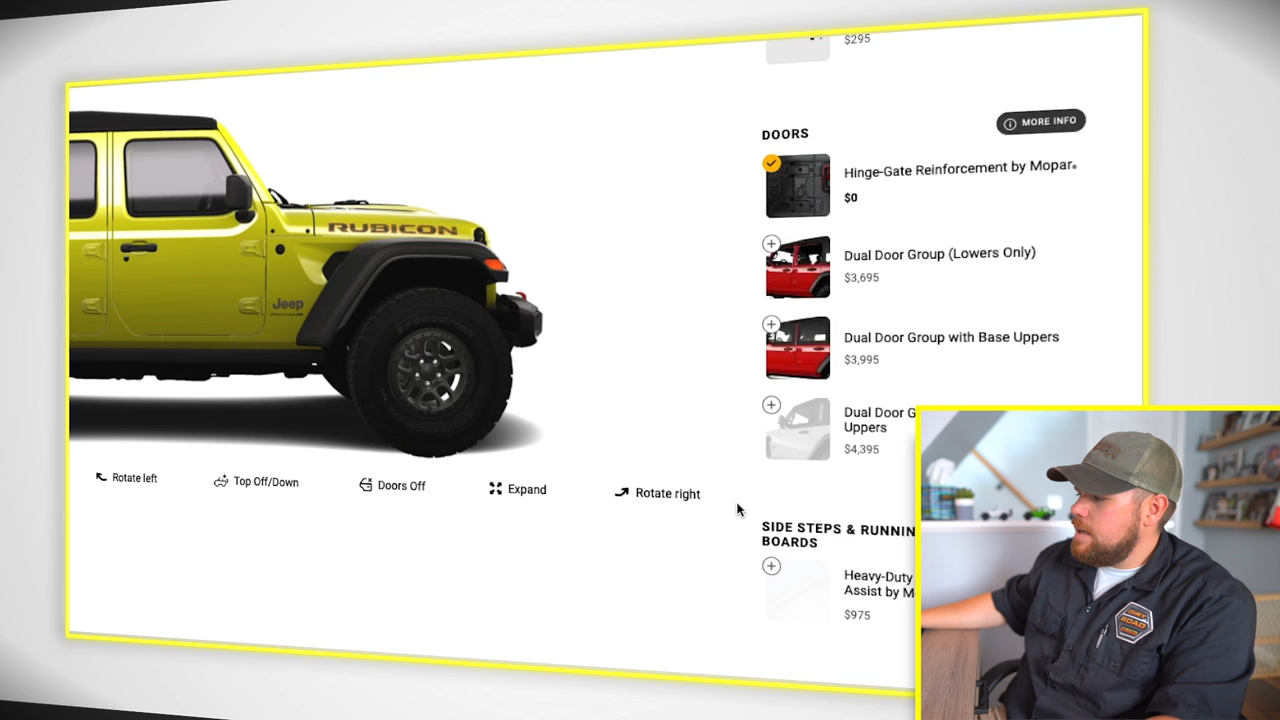 $295
DOORS
MORE INFO
Hinge-Gate Reinforcement by Mopar®
$0
Dual Door Group (Lowers Only)
$3,695
Dual Door Group with Base Uppers
$3,995
Dual Door G
Uppers
$4,395
SIDE STEPS & RUNNIN
BOARDS
Heavy-Duty
Assist by M
$975
RUBICON
Jeep
Rotate left
Top Off/Down
Doors Off
Expand
Rotate right
DIRT
ROAD